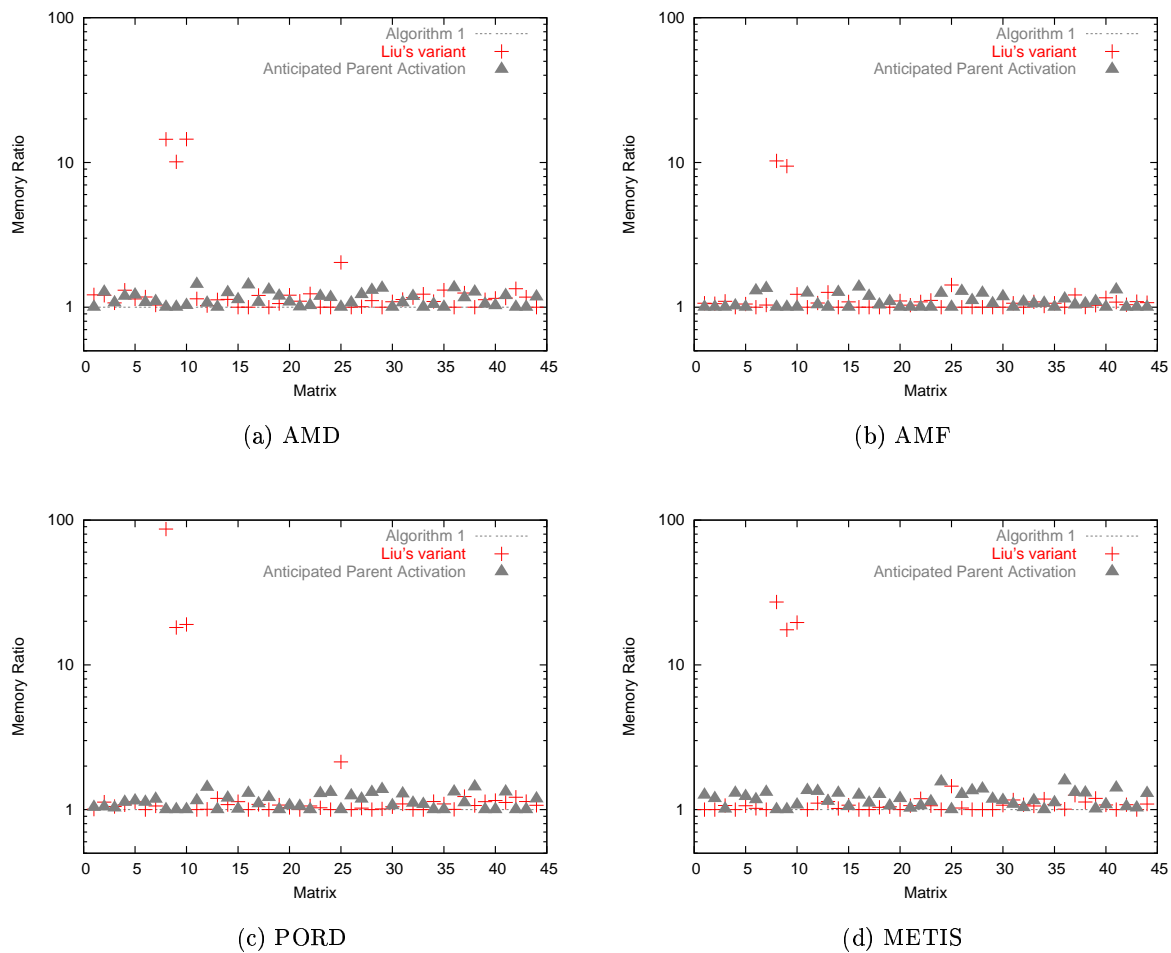 100
10
1
Memory Ratio
0 5 10 15 20 25 30 35 40 45
Matrix
Algorithm 1
Liu's variant
Anticipated Parent Activation
(a) AMD
100
10
1
Memory Ratio
0 5 10 15 20 25 30 35 40 45
Matrix
Algorithm 1
Liu's variant
Anticipated Parent Activation
(b) AMF
100
10
1
Memory Ratio
0 5 10 15 20 25 30 35 40 45
Matrix
Algorithm 1
Liu's variant
Anticipated Parent Activation
(c) PORD
100
10
1
Memory Ratio
0 5 10 15 20 25 30 35 40 45
Matrix
Algorithm 1
Liu's variant
Anticipated Parent Activation
(d) METIS